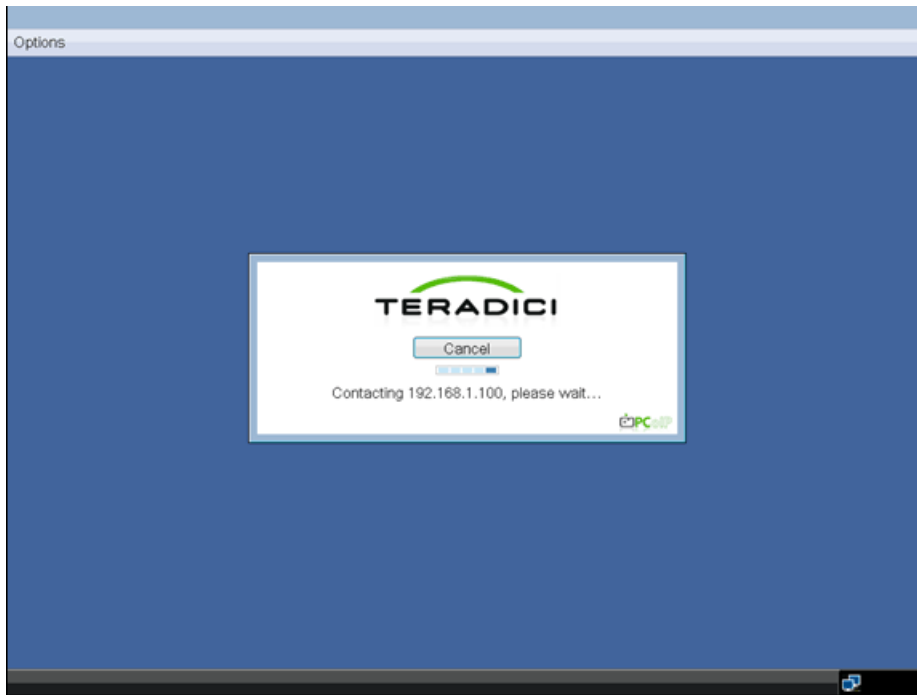 Options
TERADICI
Cancel
Contacting 192.168.1.100, please wait...
PCoIP